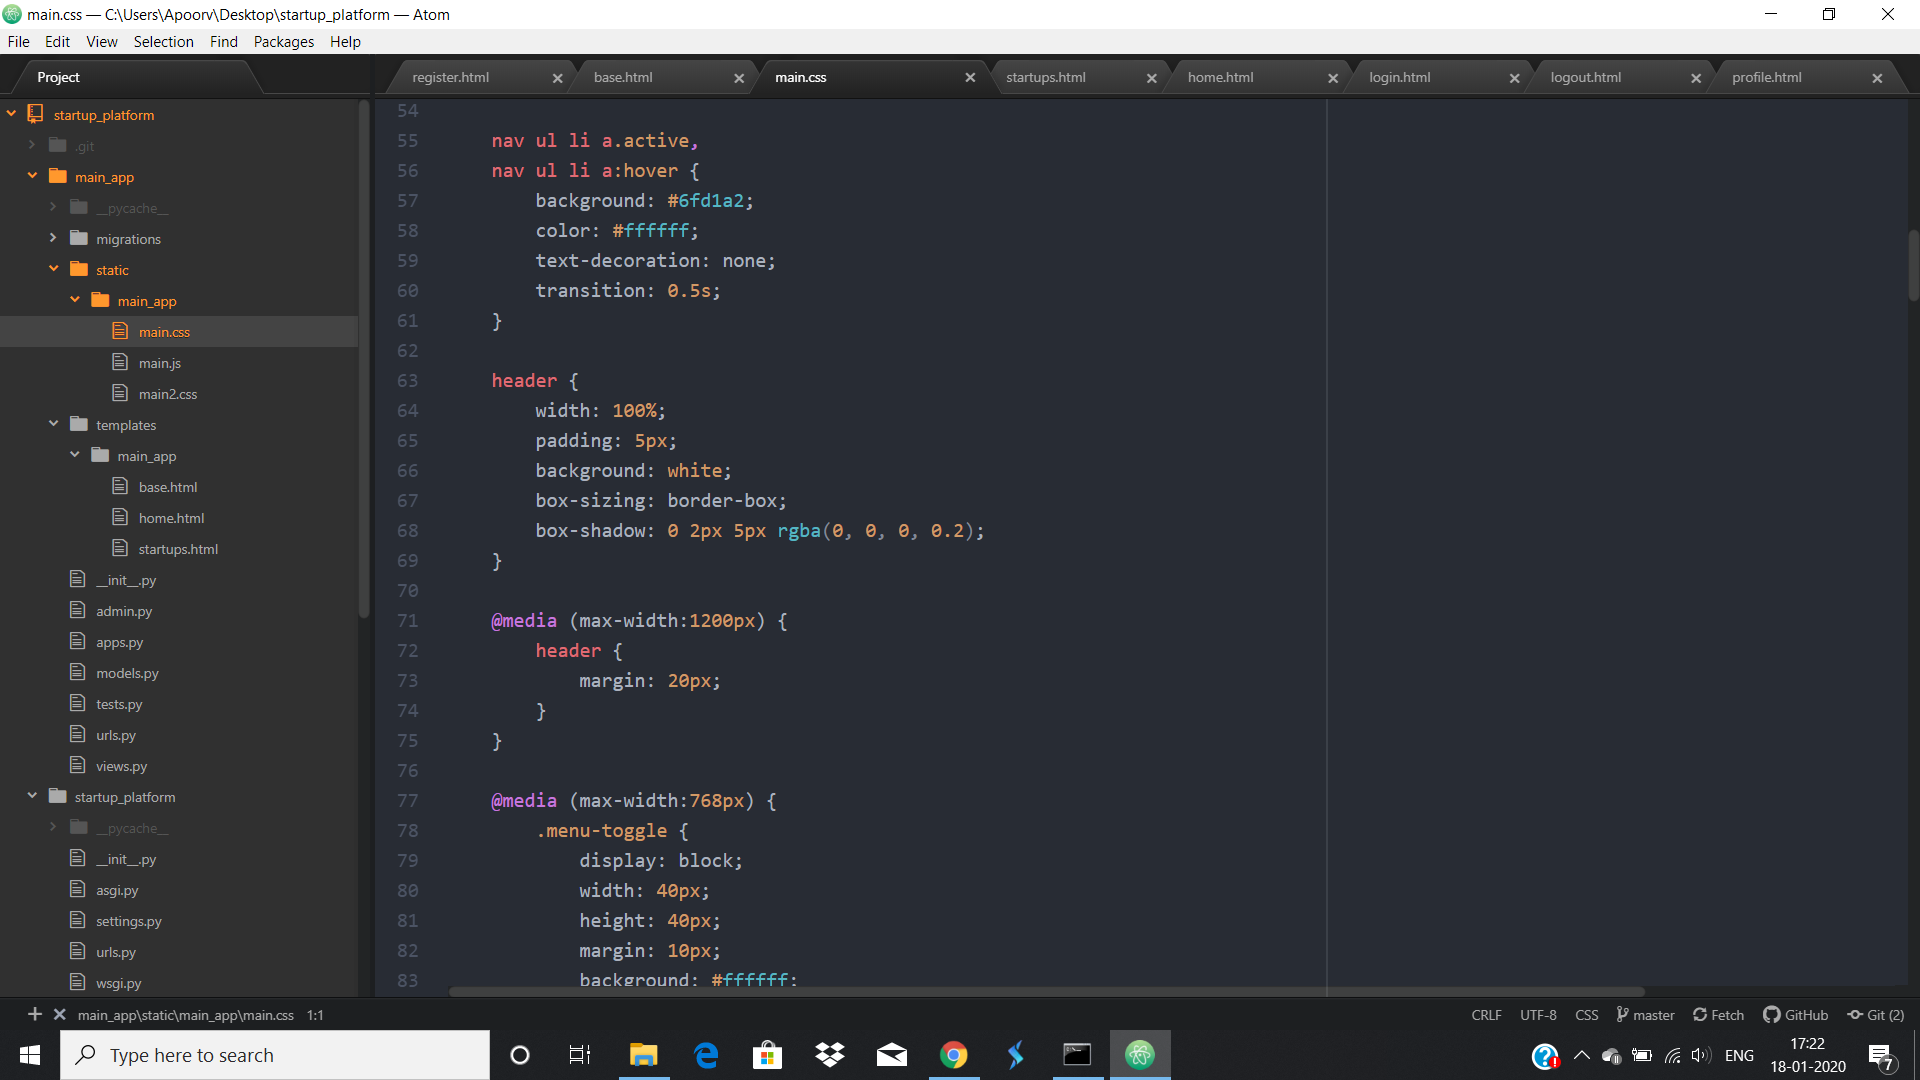 main.css — C:\Users\Apoorv\Desktop\startup_platform — Atom
File Edit View Selection Find Packages Help
Project
register.html base.html main.css startups.html home.html login.html logout.html profile.html
startup_platform
.git
main_app
__pycache__
migrations
static
main_app
main.css
main.js
main2.css
templates
main_app
base.html
home.html
startups.html
__init__.py
admin.py
apps.py
models.py
tests.py
urls.py
views.py
startup_platform
__pycache__
__init__.py
asgi.py
settings.py
urls.py
wsgi.py
54
55 nav ul li a.active,
56 nav ul li a:hover {
57 background: #6fd1a2;
58 color: #ffffff;
59 text-decoration: none;
60 transition: 0.5s;
61 }
62
63 header {
64 width: 100%;
65 padding: 5px;
66 background: white;
67 box-sizing: border-box;
68 box-shadow: 0 2px 5px rgba(0, 0, 0, 0.2);
69 }
70
71 @media (max-width:1200px) {
72 header {
73 margin: 20px;
74 }
75 }
76
77 @media (max-width:768px) {
78 .menu-toggle {
79 display: block;
80 width: 40px;
81 height: 40px;
82 margin: 10px;
83 background: #ffffff;
main_app\static\main_app\main.css 1:1 CRLF UTF-8 CSS master Fetch GitHub Git (2)
Type here to search
ENG
17:22
18-01-2020
7